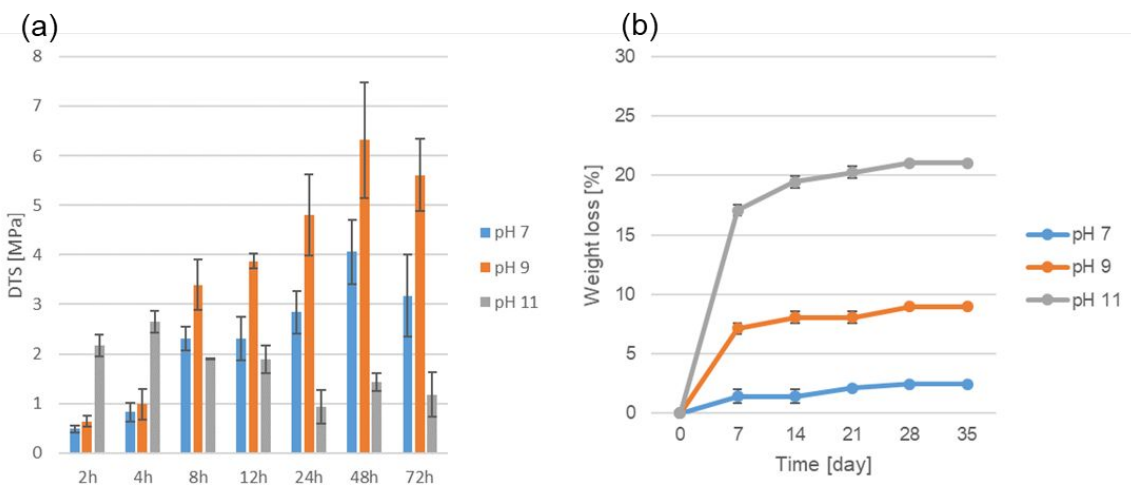 (a)
8
7
6
5
4
3
2
1
0
DTS [MPa]
2h 4h 8h 12h 24h 48h 72h
pH 7
pH 9
pH 11
(b)
30
25
20
15
10
5
0
Weight loss [%]
0 7 14 21 28 35
Time [day]
pH 7
pH 9
pH 11